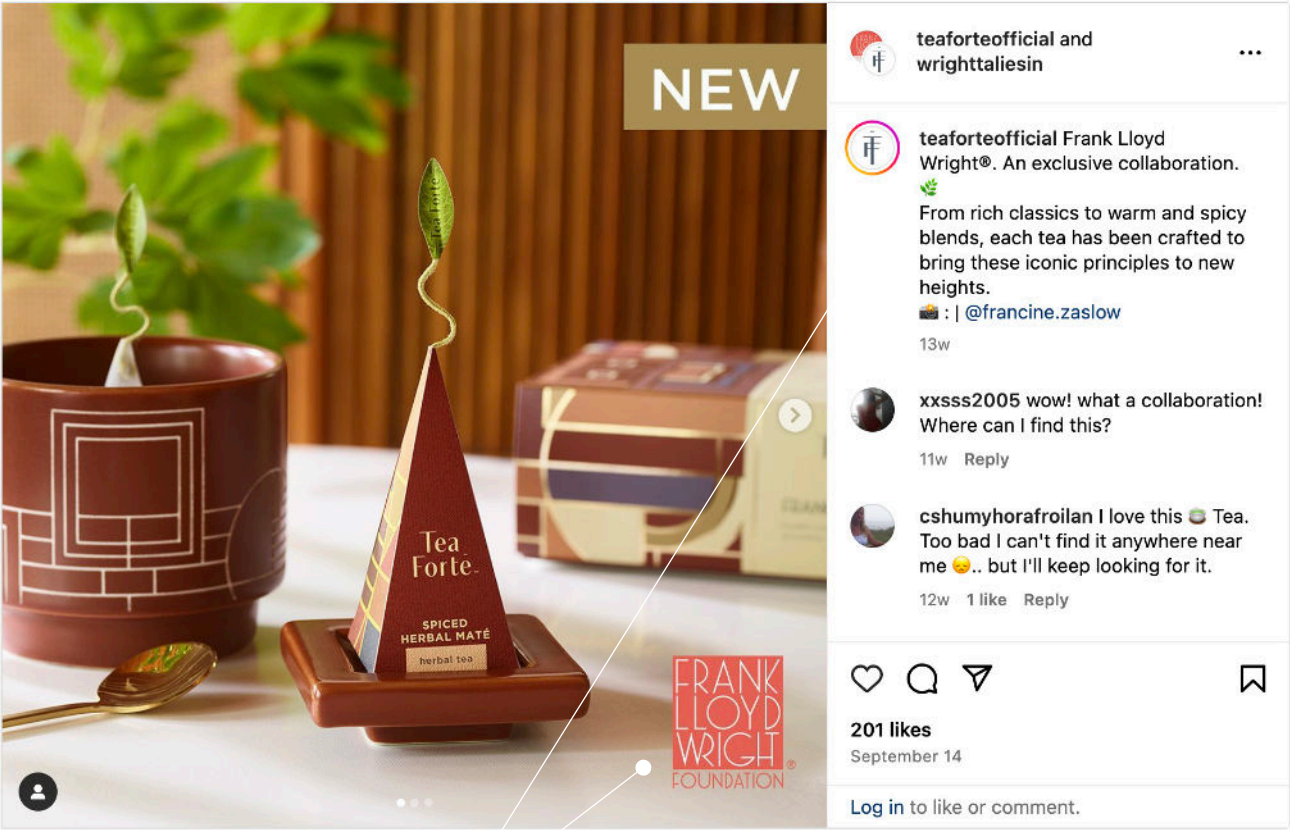 NEW
Tea Forte
Tea
Forté
SPICED
HERBAL MATÉ
herbal tea
FRANK
LLOYD
WRIGHT
FOUNDATION
®
teaforteofficial and
wrighttaliesin
teaforteofficial Frank Lloyd
Wright®. An exclusive collaboration.
🌿
From rich classics to warm and spicy
blends, each tea has been crafted to
bring these iconic principles to new
heights.
📸 : | @francine.zaslow
13w
xxsss2005 wow! what a collaboration!
Where can I find this?
11w Reply
cshumyhorafroilan I love this 🍵 Tea.
Too bad I can't find it anywhere near
me 😞.. but I'll keep looking for it.
12w 1 like Reply
201 likes
September 14
Log in to like or comment.